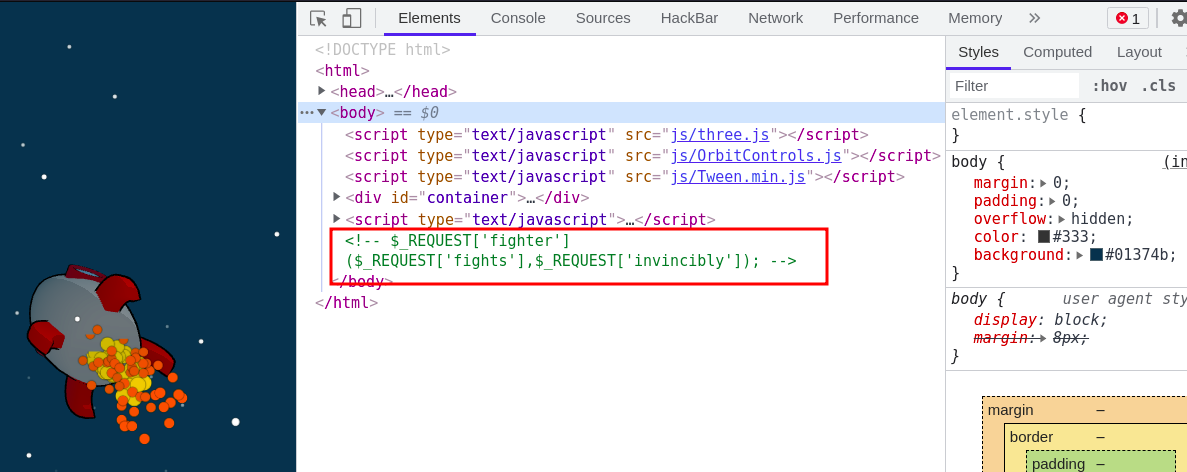 Elements Console Sources HackBar Network Performance Memory » 1
<!DOCTYPE html>
<html>
<head>…</head>
<body> == $0
<script type="text/javascript" src="js/three.js"></script>
<script type="text/javascript" src="js/OrbitControls.js"></script>
<script type="text/javascript" src="js/Tween.min.js"></script>
<div id="container">…</div>
<script type="text/javascript">…</script>
<!-- $_REQUEST['fighter']
($_REQUEST['fights'],$_REQUEST['invincibly']); -->
</body>
</html>
Styles Computed Layout
Filter :hov .cls
element.style {
}
body { (in
margin: 0;
padding: 0;
overflow: hidden;
color: #333;
background: #01374b;
}
body { user agent sty
display: block;
margin: 8px;
}
margin –
border –
padding –